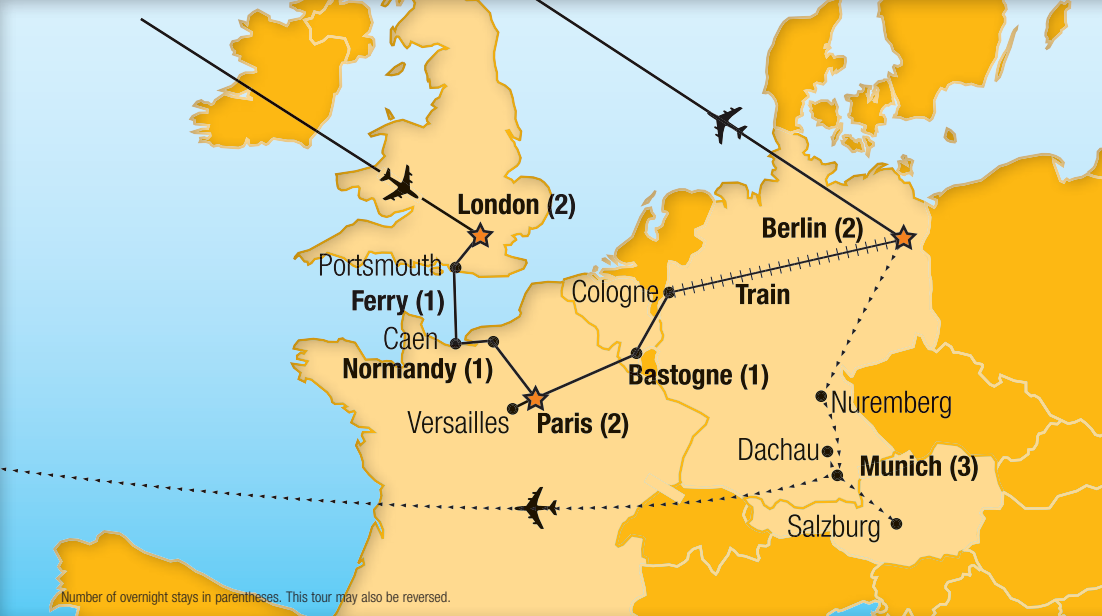 London (2)
Portsmouth
Ferry (1)
Caen
Normandy (1)
Versailles
Paris (2)
Bastogne (1)
Cologne
Train
Berlin (2)
Nuremberg
Dachau
Munich (3)
Salzburg
Number of overnight stays in parentheses. This tour may also be reversed.